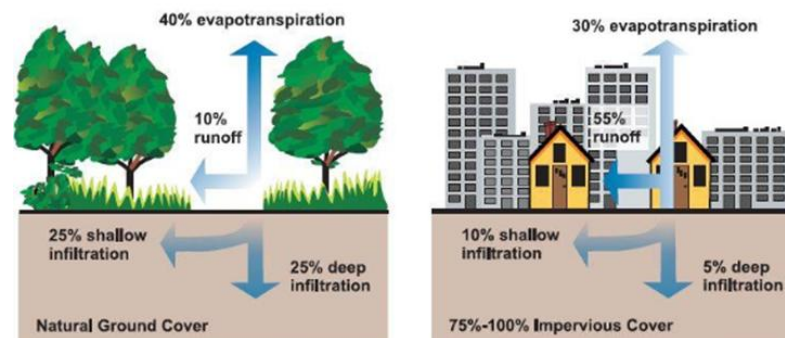 40% evapotranspiration
10%
runoff
25% shallow
infiltration
25% deep
infiltration
Natural Ground Cover
30% evapotranspiration
55%
runoff
10% shallow
infiltration
5% deep
infiltration
75%-100% Impervious Cover